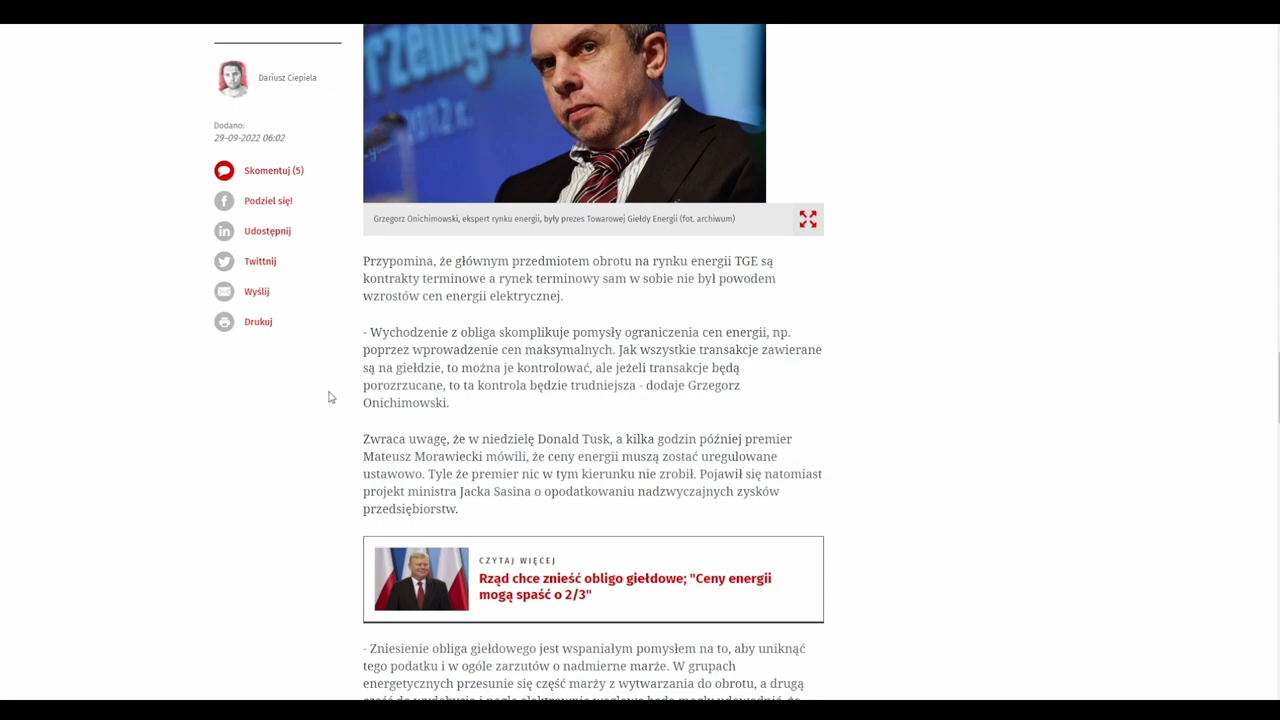 rzemysł
2012 r.
Dariusz Ciepiela
Dodano:
29-09-2022 06:02
Skomentuj (5)
Podziel się!
Udostępnij
Twittnij
Wyślij
Drukuj
Grzegorz Onichimowski, ekspert rynku energii, były prezes Towarowej Giełdy Energii (fot. archiwum)
Przypomina, że głównym przedmiotem obrotu na rynku energii TGE są
kontrakty terminowe a rynek terminowy sam w sobie nie był powodem
wzrostów cen energii elektrycznej.
- Wychodzenie z obliga skomplikuje pomysły ograniczenia cen energii, np.
poprzez wprowadzenie cen maksymalnych. Jak wszystkie transakcje zawierane
są na giełdzie, to można je kontrolować, ale jeżeli transakcje będą
porozrzucane, to ta kontrola będzie trudniejsza - dodaje Grzegorz
Onichimowski.
Zwraca uwagę, że w niedzielę Donald Tusk, a kilka godzin później premier
Mateusz Morawiecki mówili, że ceny energii muszą zostać uregulowane
ustawowo. Tyle że premier nic w tym kierunku nie zrobił. Pojawił się natomiast
projekt ministra Jacka Sasina o opodatkowaniu nadzwyczajnych zysków
przedsiębiorstw.
CZYTAJ WIĘCEJ
Rząd chce znieść obligo giełdowe; "Ceny energii
mogą spaść o 2/3"
- Zniesienie obliga giełdowego jest wspaniałym pomysłem na to, aby uniknąć
tego podatku i w ogóle zarzutów o nadmierne marże. W grupach
energetycznych przesunie się część marży z wytwarzania do obrotu, a drugą